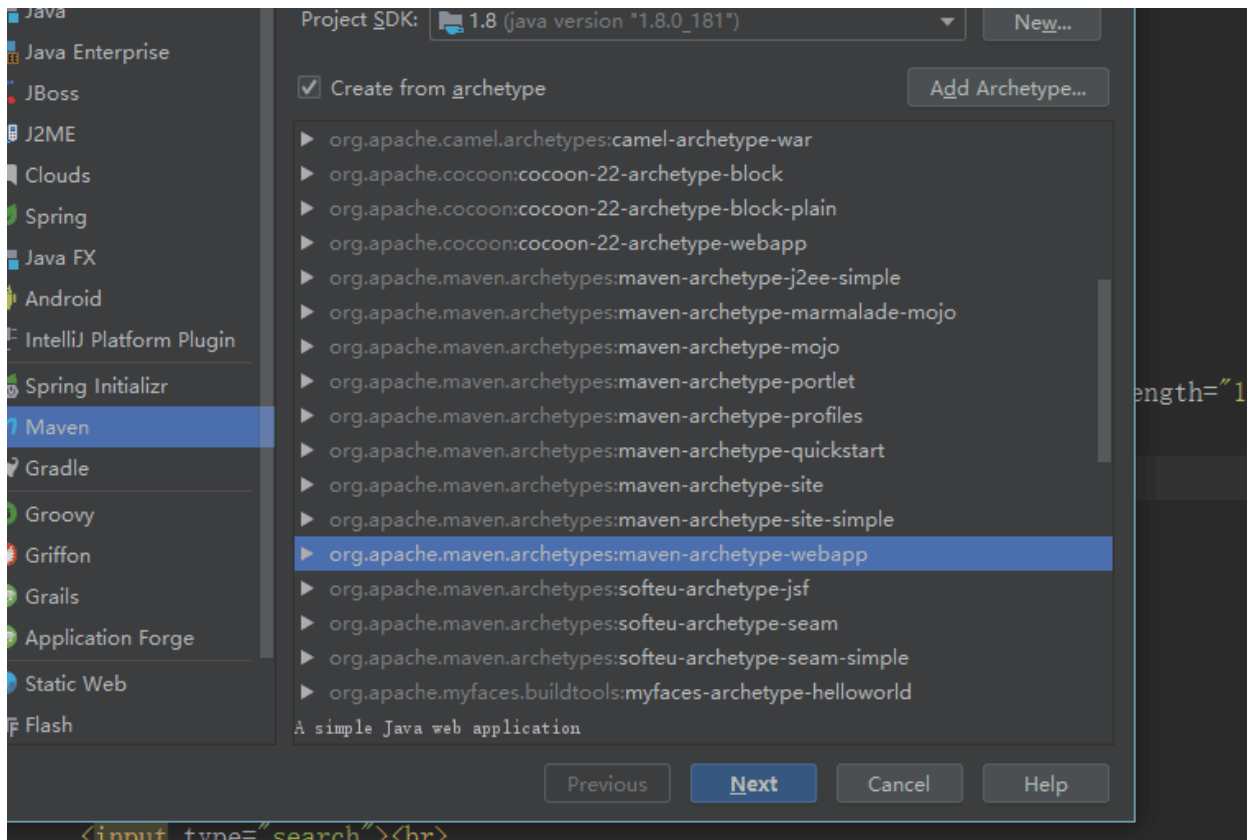 Java
Project SDK: 1.8 (java version "1.8.0_181") New...
Java Enterprise
JBoss
Create from archetype Add Archetype...
J2ME
Clouds
Spring
Java FX
Android
IntelliJ Platform Plugin
Spring Initializr
Maven
Gradle
Groovy
Griffon
Grails
Application Forge
Static Web
Flash
org.apache.camel.archetypes:camel-archetype-war
org.apache.cocoon:cocoon-22-archetype-block
org.apache.cocoon:cocoon-22-archetype-block-plain
org.apache.cocoon:cocoon-22-archetype-webapp
org.apache.maven.archetypes:maven-archetype-j2ee-simple
org.apache.maven.archetypes:maven-archetype-marmalade-mojo
org.apache.maven.archetypes:maven-archetype-mojo
org.apache.maven.archetypes:maven-archetype-portlet
org.apache.maven.archetypes:maven-archetype-profiles
org.apache.maven.archetypes:maven-archetype-quickstart
org.apache.maven.archetypes:maven-archetype-site
org.apache.maven.archetypes:maven-archetype-site-simple
org.apache.maven.archetypes:maven-archetype-webapp
org.apache.maven.archetypes:softeu-archetype-jsf
org.apache.maven.archetypes:softeu-archetype-seam
org.apache.maven.archetypes:softeu-archetype-seam-simple
org.apache.myfaces.buildtools:myfaces-archetype-helloworld
A simple Java web application
ength="1
Previous Next Cancel Help
<input type="search"><br>